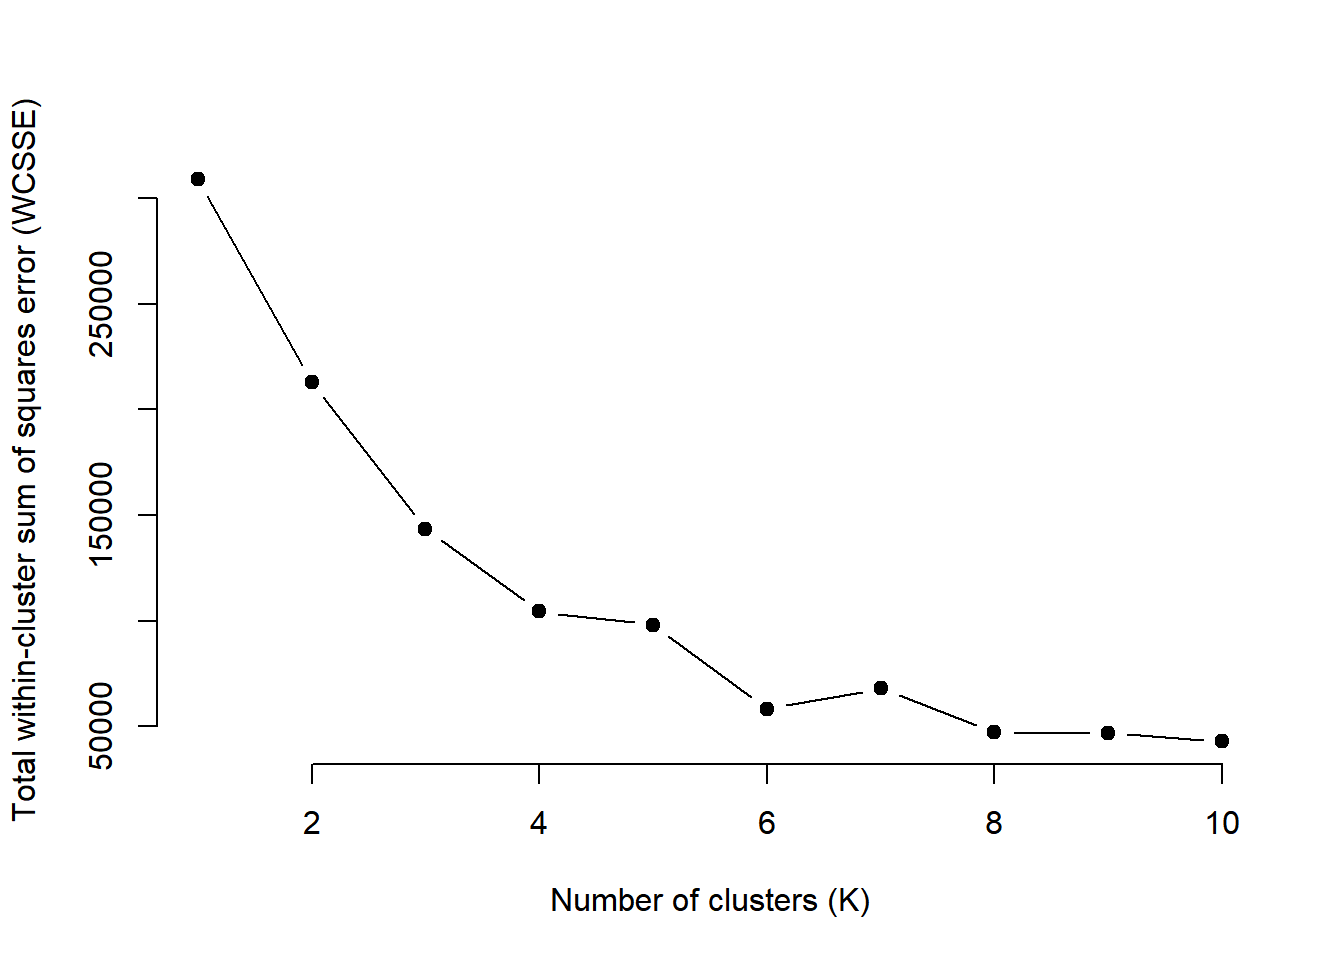 Total within-cluster sum of squares error (WCSSE)
250000
150000
50000
2 4 6 8 10
Number of clusters (K)